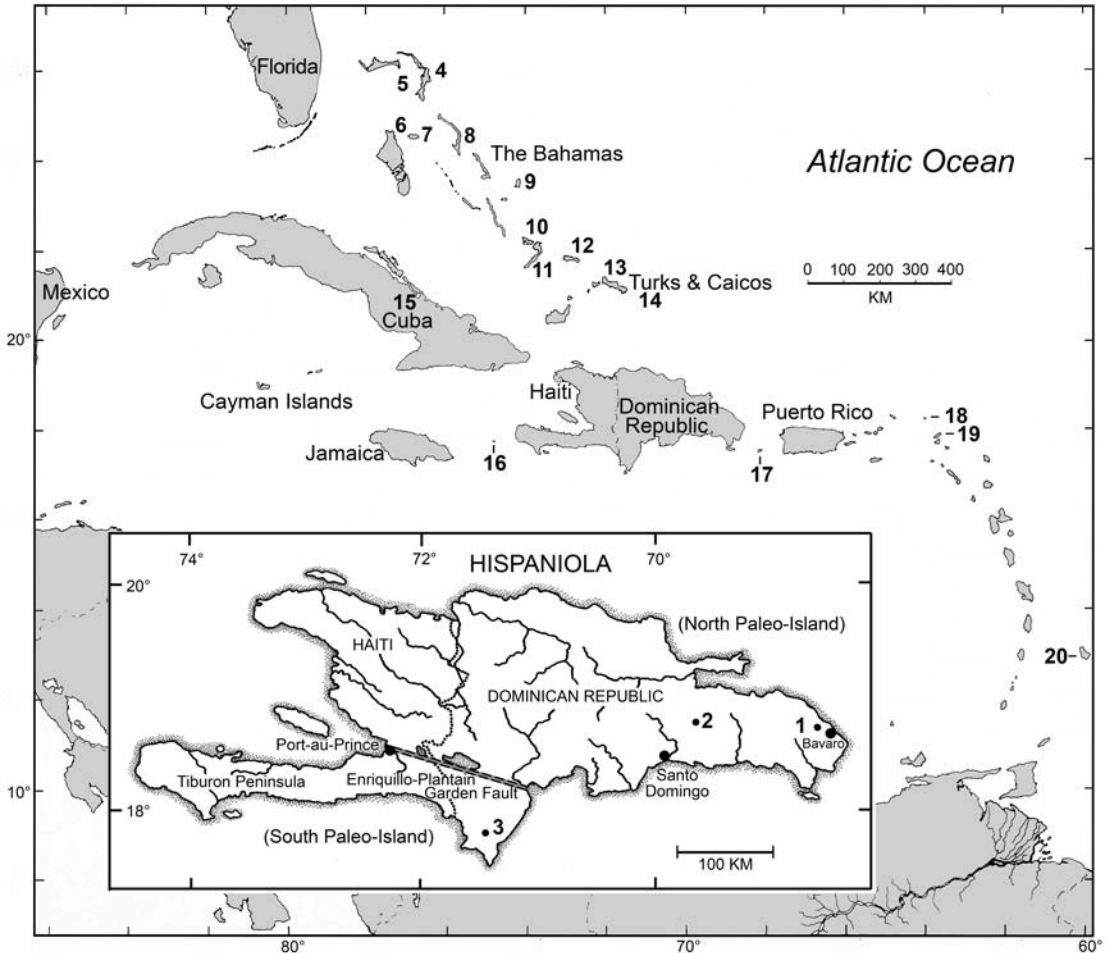 Florida
4
5
6
7
8
The Bahamas
9
Atlantic Ocean
10
11
12
13
Turks & Caicos
14
0 100 200 300 400
KM
Mexico
15
Cuba
20°
Cayman Islands
Haiti
Dominican
Republic
Puerto Rico
18
19
Jamaica
16
17
74°
72°
70°
HISPANIOLA
20°
(North Paleo-Island)
HAITI
DOMINICAN REPUBLIC
2
1
Bavaro
Port-au-Prince
Tiburon Peninsula
Enriquillo-Plantain
Garden Fault
Santo
Domingo
18°
(South Paleo-Island)
3
100 KM
20
10°
80°
70°
60°